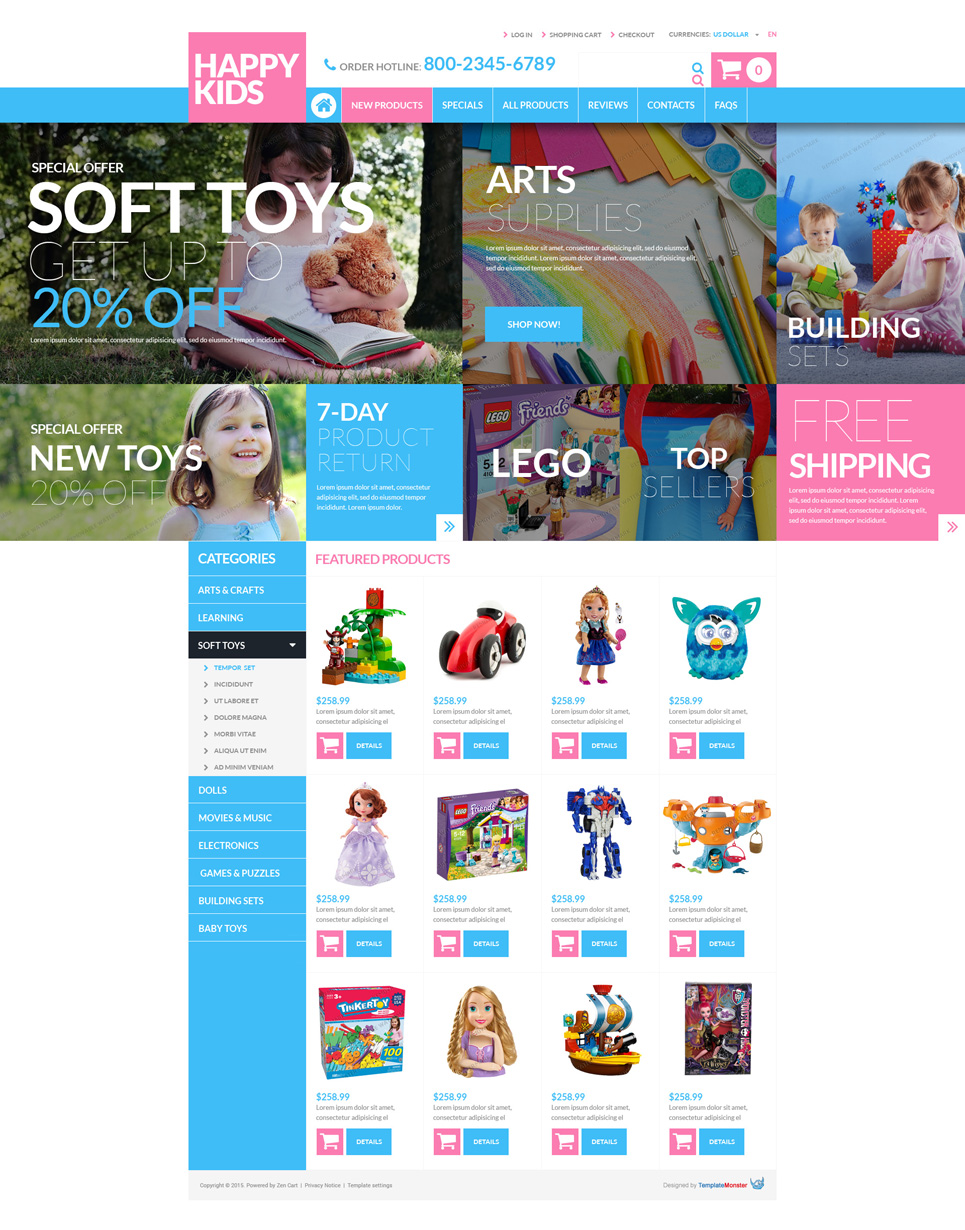 LOG IN
SHOPPING CART
CHECKOUT
CURRENCIES: US DOLLAR
EN
HAPPY
KIDS
ORDER HOTLINE: 800-2345-6789
0
NEW PRODUCTS
SPECIALS
ALL PRODUCTS
REVIEWS
CONTACTS
FAQS
SPECIAL OFFER
SOFT TOYS
GET UP TO
20% OFF
Lorem ipsum dolor sit amet, consectetur adipisicing elit, sed do eiusmod tempor incididunt.
ARTS
SUPPLIES
Lorem ipsum dolor sit amet, consectetur adipisicing elit, sed do eiusmod
tempor incididunt. Lorem ipsum dolor sit amet, consectetur adipisicing elit,
sed do eiusmod tempor incididunt.
SHOP NOW!
BUILDING
SETS
SPECIAL OFFER
NEW TOYS
20% OFF
7-DAY
PRODUCT
RETURN
Lorem ipsum dolor sit amet, consectetur
adipisicing elit, sed do eiusmod tempor
incididunt. Lorem ipsum dolor.
LEGO
Friends
LEGO
TOP
SELLERS
FREE
SHIPPING
Lorem ipsum dolor sit amet, consectetur adipisicing
elit, sed do eiusmod tempor incididunt. Lorem
ipsum dolor sit amet, consectetur adipisicing elit,
sed do eiusmod tempor incididunt.
CATEGORIES
ARTS & CRAFTS
LEARNING
SOFT TOYS
TEMPOR SET
INCIDIDUNT
UT LABORE ET
DOLORE MAGNA
MORBI VITAE
ALIQUA UT ENIM
AD MINIM VENIAM
DOLLS
MOVIES & MUSIC
ELECTRONICS
GAMES & PUZZLES
BUILDING SETS
BABY TOYS
FEATURED PRODUCTS
$258.99
Lorem ipsum dolor sit amet,
consectetur adipisicing el
DETAILS
$258.99
Lorem ipsum dolor sit amet,
consectetur adipisicing el
DETAILS
$258.99
Lorem ipsum dolor sit amet,
consectetur adipisicing el
DETAILS
$258.99
Lorem ipsum dolor sit amet,
consectetur adipisicing el
DETAILS
$258.99
Lorem ipsum dolor sit amet,
consectetur adipisicing el
DETAILS
LEGO
Friends
5-12
$258.99
Lorem ipsum dolor sit amet,
consectetur adipisicing el
DETAILS
$258.99
Lorem ipsum dolor sit amet,
consectetur adipisicing el
DETAILS
$258.99
Lorem ipsum dolor sit amet,
consectetur adipisicing el
DETAILS
3+
TINKERTOY
100
$258.99
Lorem ipsum dolor sit amet,
consectetur adipisicing el
DETAILS
$258.99
Lorem ipsum dolor sit amet,
consectetur adipisicing el
DETAILS
$258.99
Lorem ipsum dolor sit amet,
consectetur adipisicing el
DETAILS
$258.99
Lorem ipsum dolor sit amet,
consectetur adipisicing el
DETAILS
Copyright © 2015. Powered by Zen Cart | Privacy Notice | Template settings
Designed by TemplateMonster